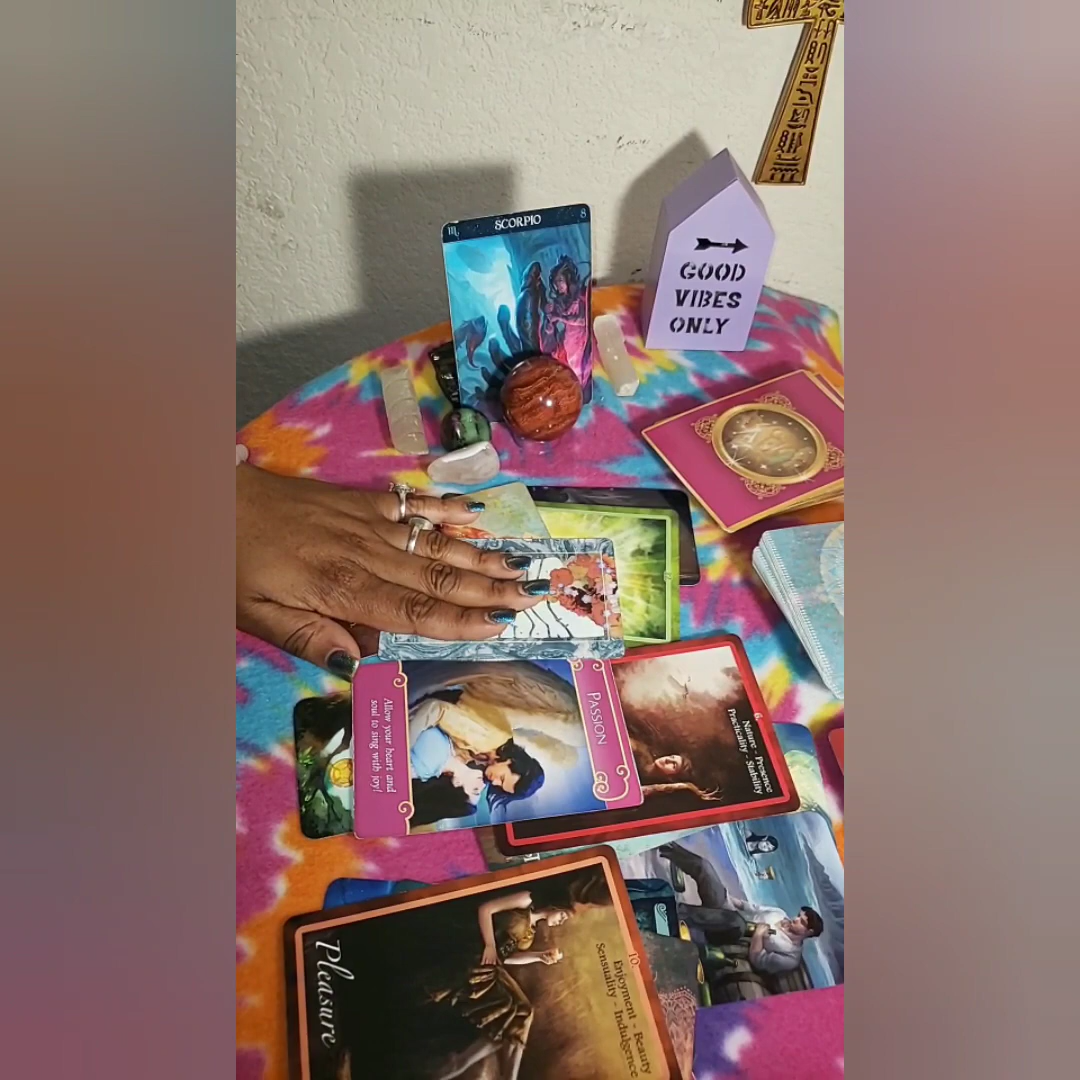 ♏ SCORPIO 8
GOOD
VIBES
ONLY
PASSION
Allow your heart and
soul to sing with joy!
9.
Nature - Presence
Practicality - Stability
10.
Enjoyment - Beauty
Sensuality - Indulgence
Pleasure